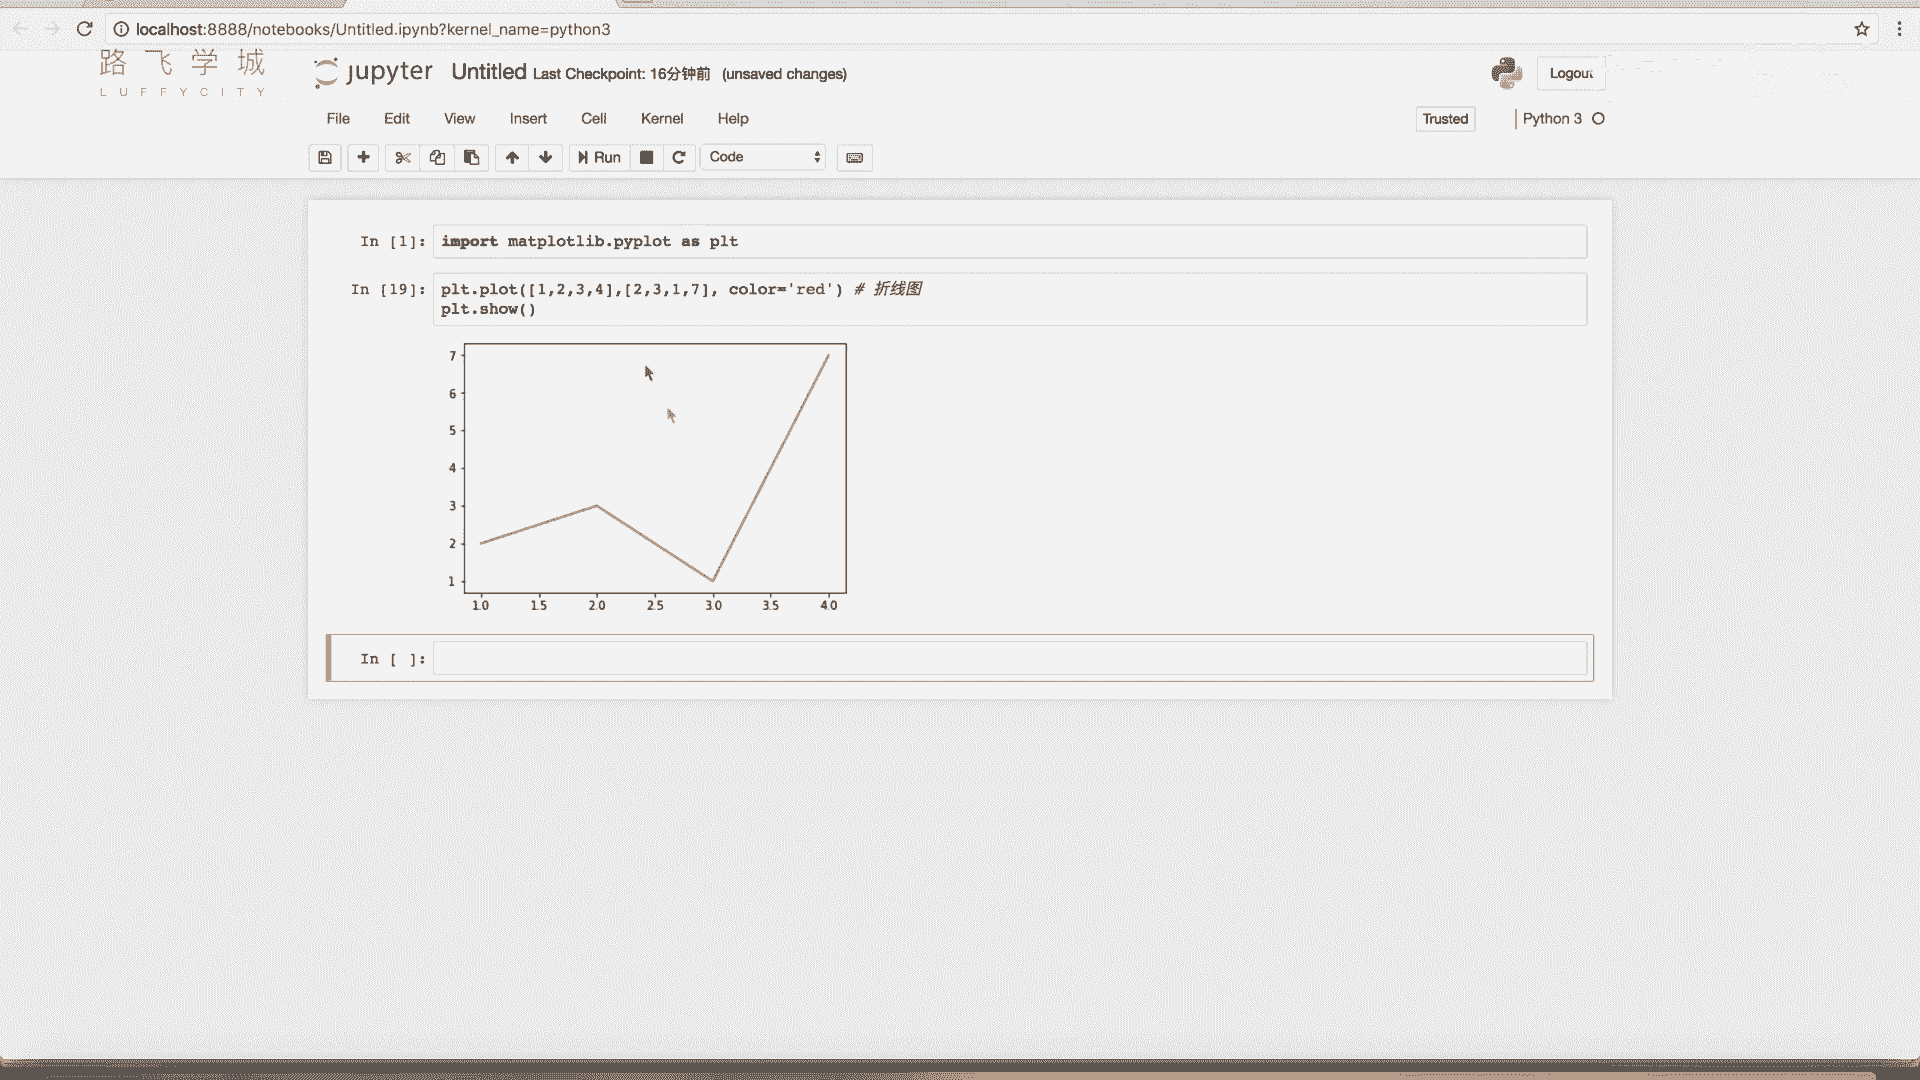 localhost:8888/notebooks/Untitled.ipynb?kernel_name=python3
路飞学城
LUFFYCITY
jupyter Untitled Last Checkpoint: 16分钟前 (unsaved changes)
Logout
File Edit View Insert Cell Kernel Help
Trusted
Python 3
Run
Code
In [1]: import matplotlib.pyplot as plt
In [19]: plt.plot([1,2,3,4],[2,3,1,7], color='red') # 折线图
plt.show()
7
6
5
4
3
2
1
1.0 1.5 2.0 2.5 3.0 3.5 4.0
In [ ]: